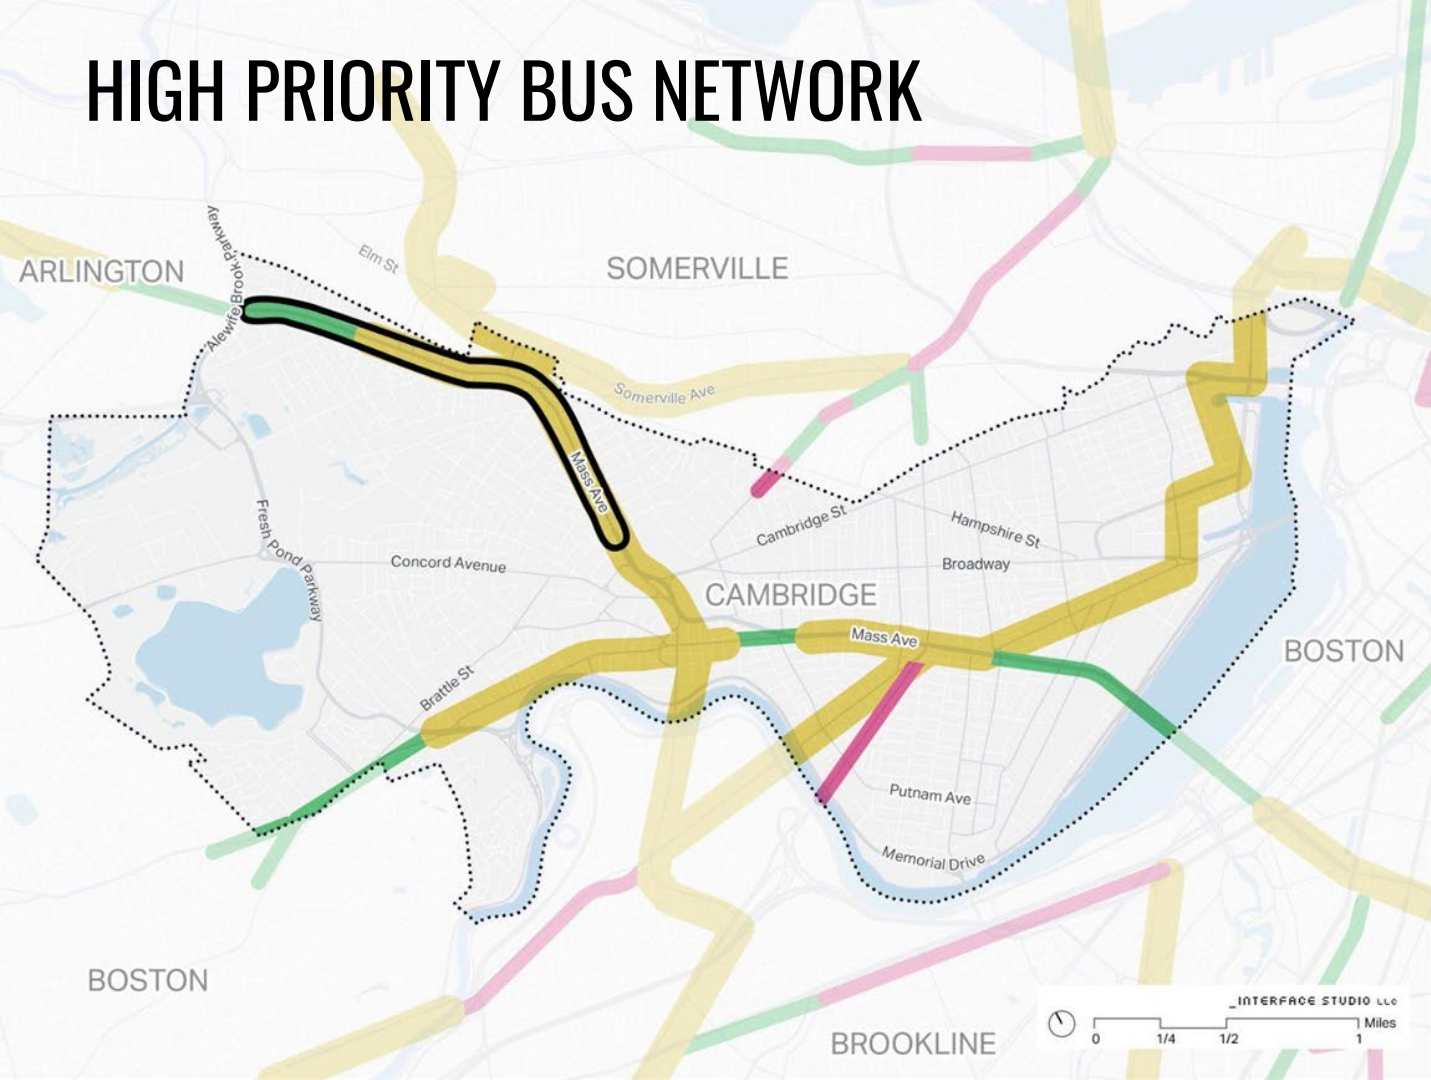 HIGH PRIORITY BUS NETWORK
Alewife Brook Parkway
Elm St
ARLINGTON
SOMERVILLE
Somerville Ave
Mass Ave
Cambridge St
Hampshire St
Fresh Pond Parkway
Concord Avenue
Broadway
CAMBRIDGE
Mass Ave
BOSTON
Brattle St
Putnam Ave
Memorial Drive
BOSTON
BROOKLINE
_INTERFACE STUDIO LLC
Miles
0 1/4 1/2 1